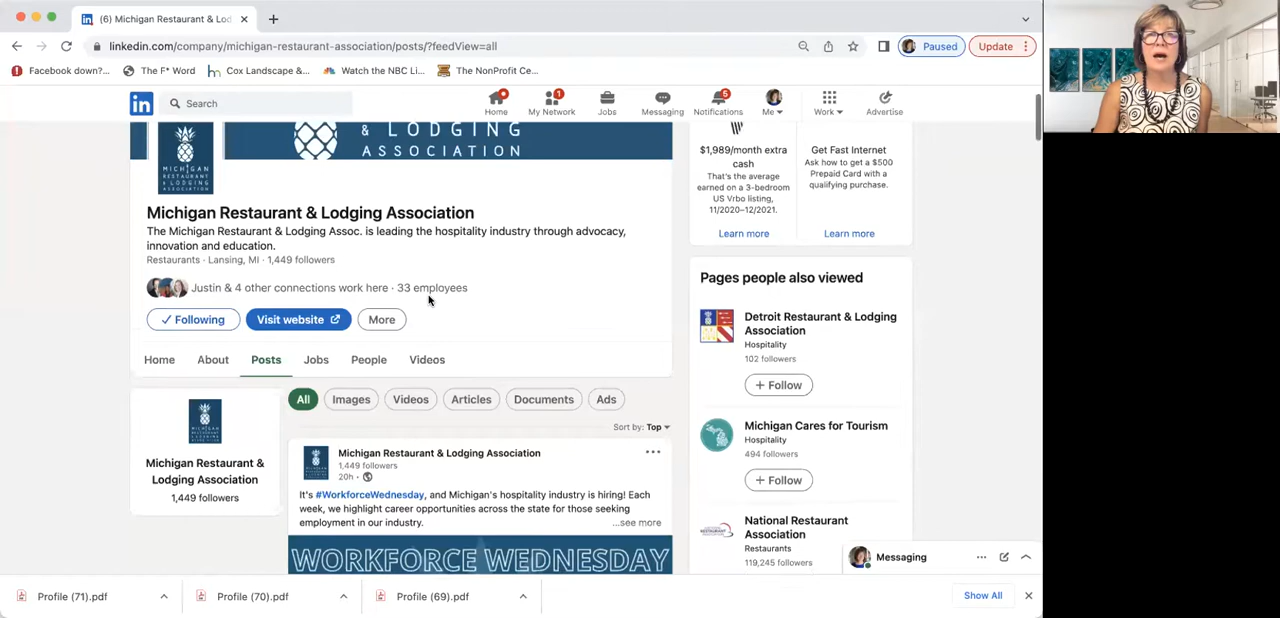 (6) Michigan Restaurant & Lod
linkedin.com/company/michigan-restaurant-association/posts/?feedView=all
Paused
Update
Facebook down?...
The F* Word
Cox Landscape &...
Watch the NBC Li...
The NonProfit Ce...
in
Search
Home
1
My Network
Jobs
Messaging
6
Notifications
Me
Work
Advertise
& LODGING
ASSOCIATION
MICHIGAN
RESTAURANT
& LODGING
ASSOCIATION
Michigan Restaurant & Lodging Association
The Michigan Restaurant & Lodging Assoc. is leading the hospitality industry through advocacy,
innovation and education.
Restaurants · Lansing, MI · 1,449 followers
Justin & 4 other connections work here · 33 employees
Following
Visit website
More
Home
About
Posts
Jobs
People
Videos
Michigan Restaurant &
Lodging Association
1,449 followers
All
Images
Videos
Articles
Documents
Ads
Sort by: Top
Michigan Restaurant & Lodging Association
1,449 followers
20h ·
It's #WorkforceWednesday, and Michigan's hospitality industry is hiring! Each
week, we highlight career opportunities across the state for those seeking
employment in our industry.
...see more
WORKFORCE WEDNESDAY
$1,989/month extra
cash
That's the average
earned on a 3-bedroom
US Vrbo listing,
11/2020–12/2021.
Learn more
Get Fast Internet
Ask how to get a $500
Prepaid Card with a
qualifying purchase.
Learn more
Pages people also viewed
Detroit Restaurant & Lodging
Association
Hospitality
102 followers
+ Follow
Michigan Cares for Tourism
Hospitality
494 followers
+ Follow
National Restaurant
Association
Restaurants
119,245 followers
Messaging
Profile (71).pdf
Profile (70).pdf
Profile (69).pdf
Show All